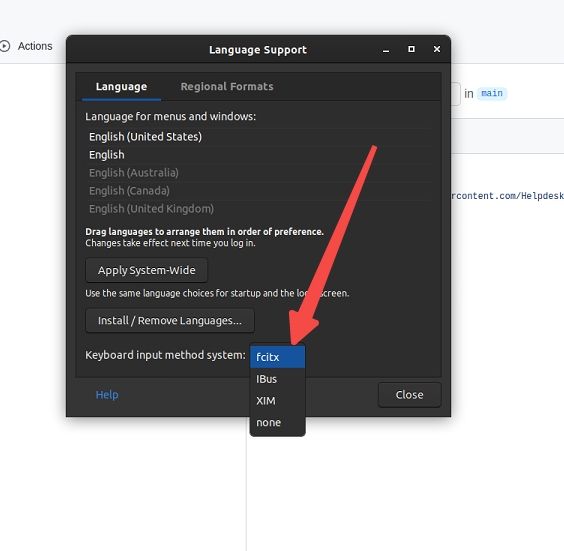 Actions
Language Support
Language
Regional Formats
in main
Language for menus and windows:
English (United States)
English
English (Australia)
English (Canada)
English (United Kingdom)
rcontent.com/Helpdesk
Drag languages to arrange them in order of preference.
Changes take effect next time you log in.
Apply System-Wide
Use the same language choices for startup and the login screen.
Install / Remove Languages...
Keyboard input method system:
fcitx
IBus
XIM
none
Help
Close